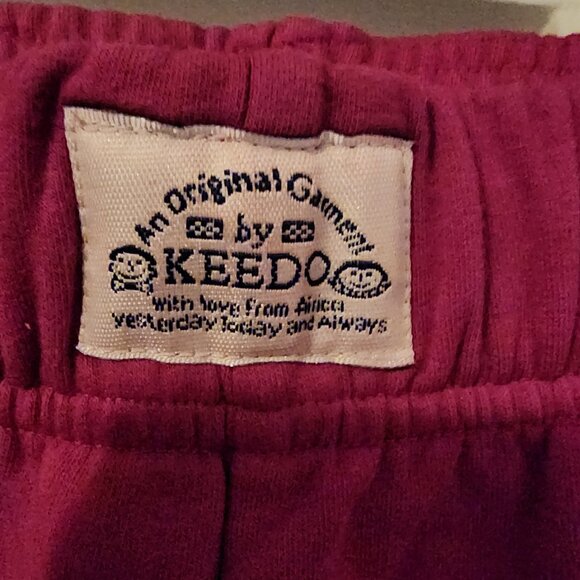 An Original Garment
by
KEEDO
with love from Africa
yesterday Today and Always